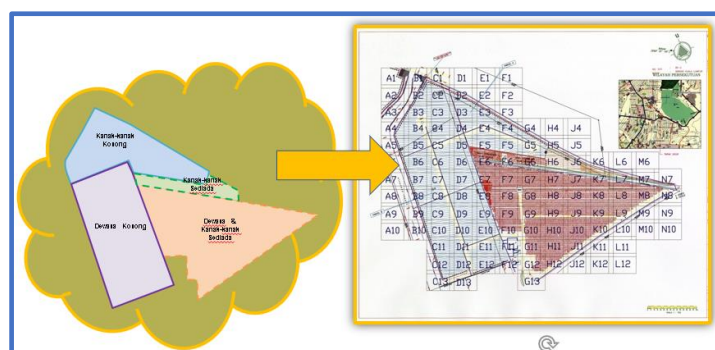 Kanak-kanak
Kosong
Kanak-kanak
Sediada
Dewasa Kosong
Dewasa &
Kanak-kanak
Sediada
WILAYAH PERSEKUTUAN
A1 B1 C1 D1 E1 F1
A2 B2 C2 D2 E2 F2
A3 B3 C3 D3 E3 F3
A4 B4 C4 D4 E4 F4 G4 H4 J4
A5 B5 C5 D5 E5 F5 G5 H5 J5
B6 C6 D6 E6 F6 G6 H6 J6 K6 L6 M6
A7 B7 C7 D7 E7 F7 G7 H7 J7 K7 L7 M7 N7
A8 B8 C8 D8 E8 F8 G8 H8 J8 K8 L8 M8 N8
A9 B9 C9 D9 E9 F9 G9 H9 J9 K9 L9 M9 N9
A10 B10 C10 D10 E10 F10 G10 H10 J10 K10 L10 M10 N10
C11 D11 E11 F11 G11 H11 J11 K11 L11
C12 D12 E12 F12 G12 H12 J12 K12 L12
C13 D13 G13